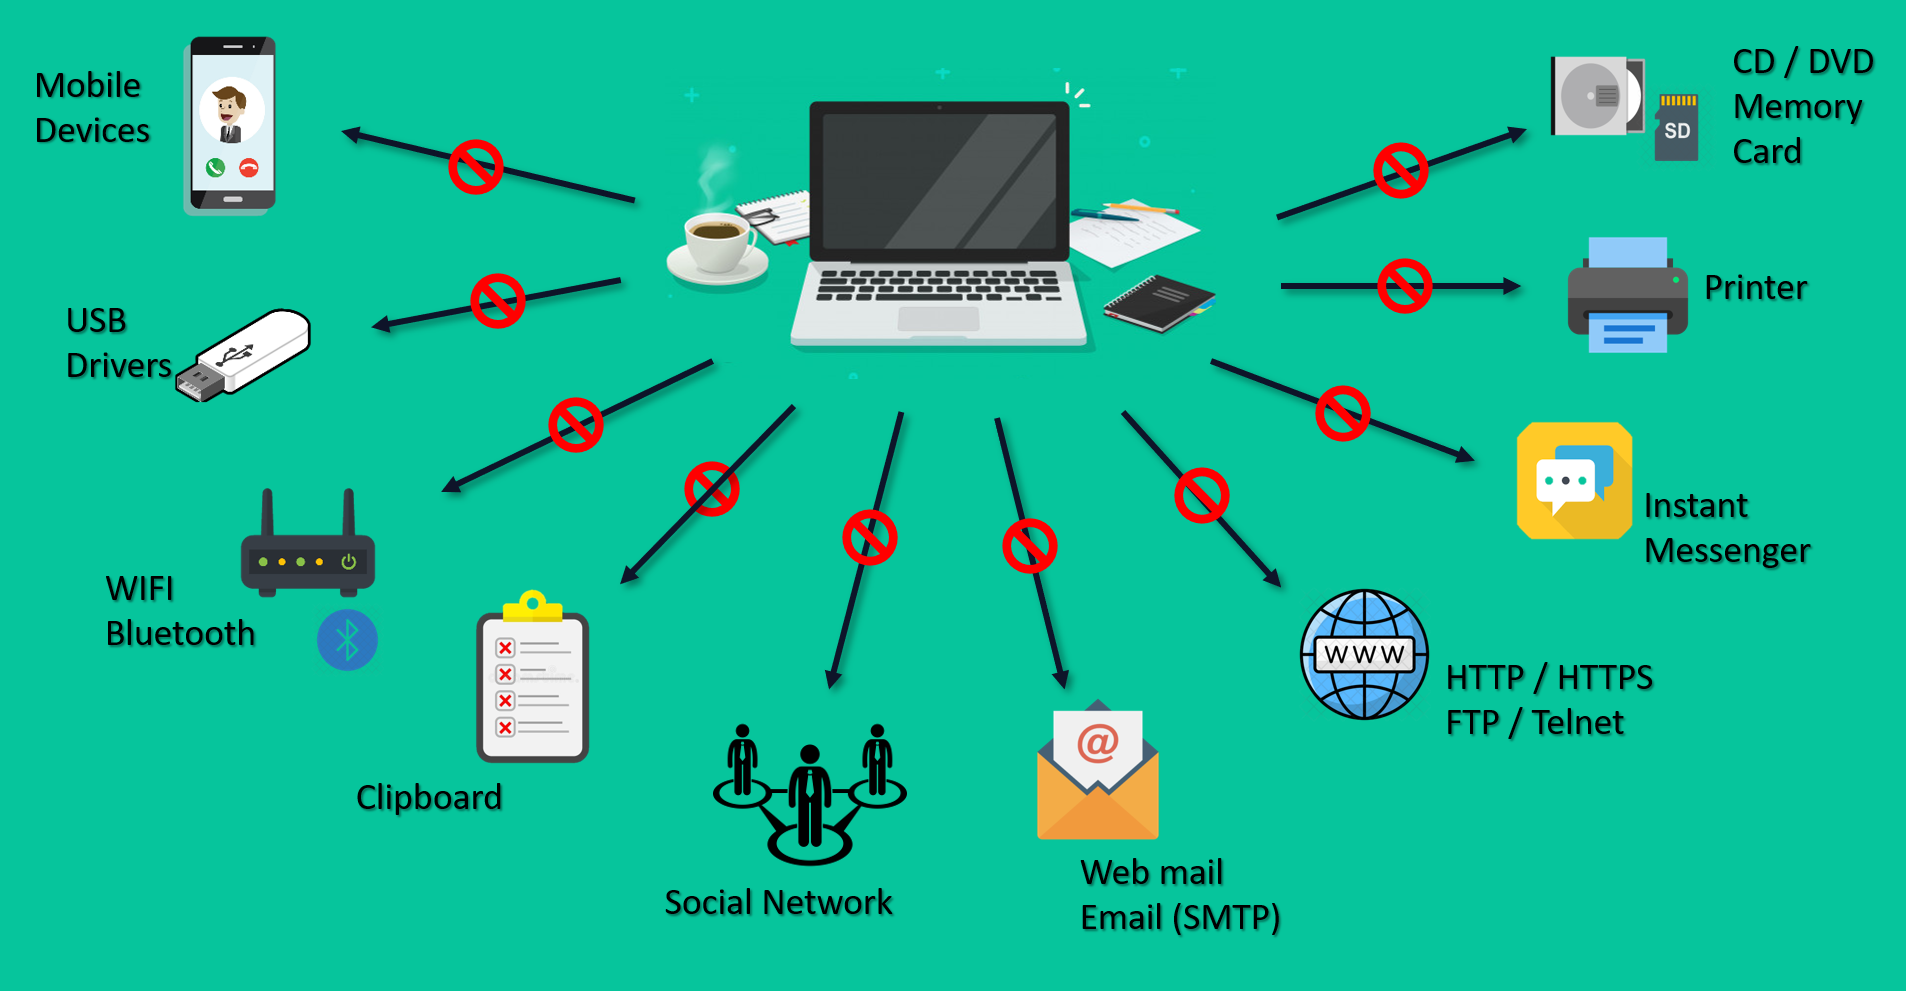 Mobile
Devices
USB
Drivers
WIFI
Bluetooth
Clipboard
Social Network
@
Web mail
Email (SMTP)
WWW
HTTP / HTTPS
FTP / Telnet
Instant
Messenger
Printer
CD / DVD
Memory
Card
SD